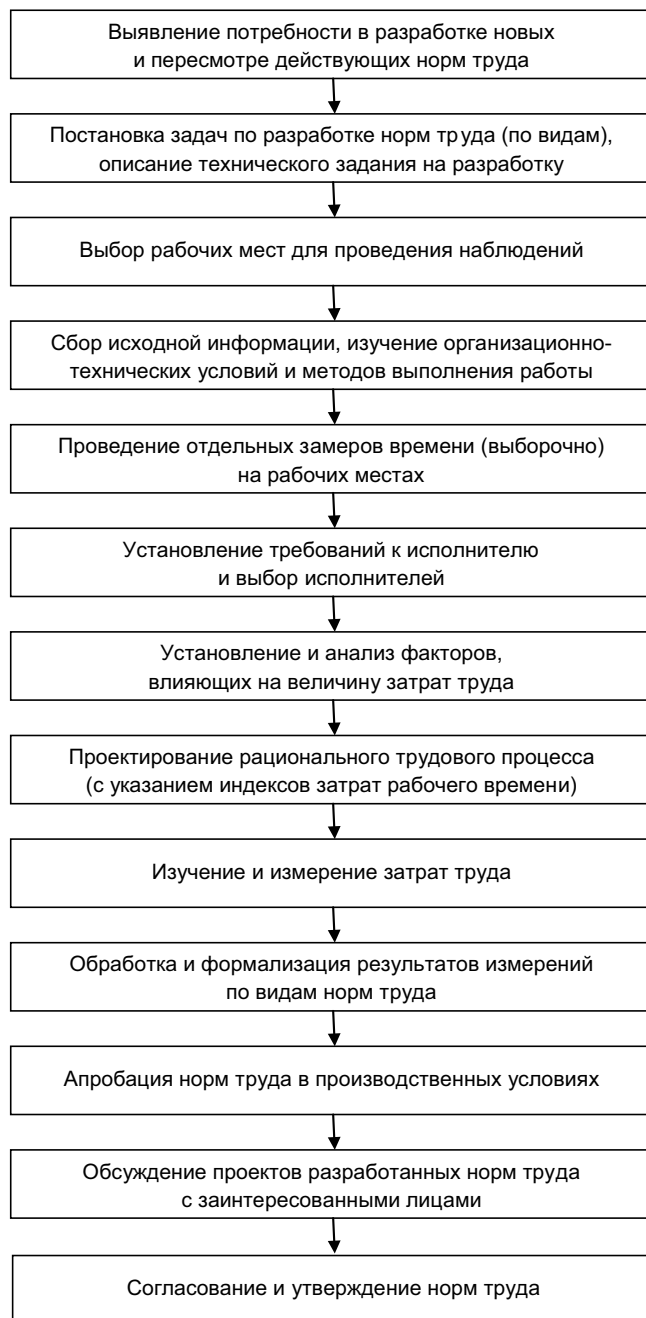 Выявление потребности в разработке новых
и пересмотре действующих норм труда
Постановка задач по разработке норм труда (по видам),
описание технического задания на разработку
Выбор рабочих мест для проведения наблюдений
Сбор исходной информации, изучение организационно-
технических условий и методов выполнения работы
Проведение отдельных замеров времени (выборочно)
на рабочих местах
Установление требований к исполнителю
и выбор исполнителей
Установление и анализ факторов,
влияющих на величину затрат труда
Проектирование рационального трудового процесса
(с указанием индексов затрат рабочего времени)
Изучение и измерение затрат труда
Обработка и формализация результатов измерений
по видам норм труда
Апробация норм труда в производственных условиях
Обсуждение проектов разработанных норм труда
с заинтересованными лицами
Согласование и утверждение норм труда